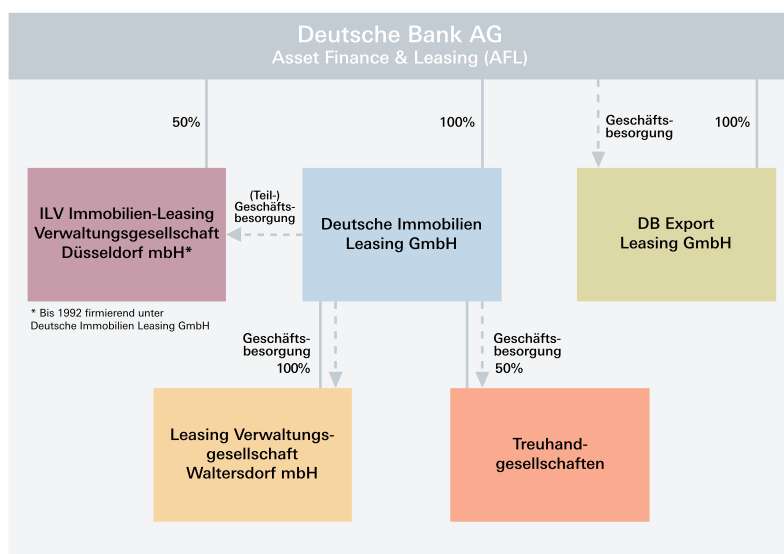 Deutsche Bank AG
Asset Finance & Leasing (AFL)
50%
100%
Geschäfts-
besorgung
100%
ILV Immobilien-Leasing
Verwaltungsgesellschaft
Düsseldorf mbH*
(Teil-)
Geschäfts-
besorgung
Deutsche Immobilien
Leasing GmbH
DB Export
Leasing GmbH
* Bis 1992 firmierend unter
Deutsche Immobilien Leasing GmbH
Geschäfts-
besorgung
100%
Geschäfts-
besorgung
50%
Leasing Verwaltungs-
gesellschaft
Waltersdorf mbH
Treuhand-
gesellschaften